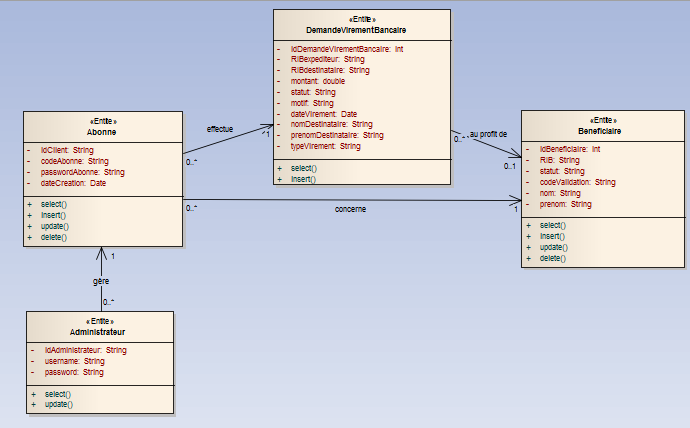 «Entite»
DemandeVirementBancaire
- idDemandeVirementBancaire: int
- RIBexpediteur: String
- RIBdestinataire: String
- montant: double
- statut: String
- motif: String
- dateVirement: Date
- nomDestinataire: String
- prenomDestinataire: String
- typeVirement: String
+ select()
+ insert()
«Entite»
Abonne
- idClient: String
- codeAbonne: String
- passwordAbonne: String
- dateCreation: Date
+ select()
+ insert()
+ update()
+ delete()
effectue
0..*
1
0..*
au profit de
0..1
«Entite»
Beneficiaire
- idBeneficiaire: int
- RIB: String
- statut: String
- codeValidation: String
- nom: String
- prenom: String
+ select()
+ insert()
+ update()
+ delete()
0..*
concerne
1
1
gère
0..*
«Entite»
Administrateur
- idAdministrateur: String
- username: String
- password: String
+ select()
+ update()